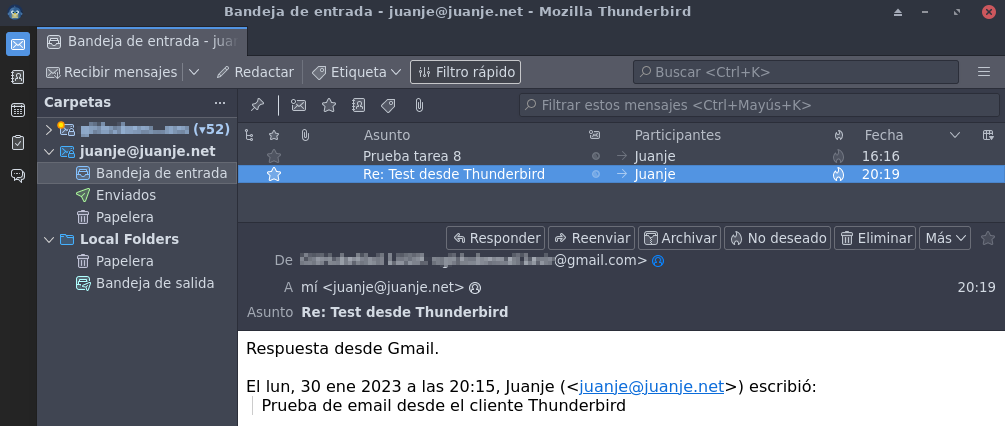 Bandeja de entrada - juanje@juanje.net - Mozilla Thunderbird
Bandeja de entrada - jua
Recibir mensajes Redactar Etiqueta Filtro rápido Buscar <Ctrl+K>
Carpetas ...
Filtrar estos mensajes <Ctrl+Mayús+K>
(▾52)
juanje@juanje.net
Bandeja de entrada
Enviados
Papelera
Local Folders
Papelera
Bandeja de salida
Asunto Participantes Fecha
Prueba tarea 8 Juanje 16:16
Re: Test desde Thunderbird Juanje 20:19
Responder Reenviar Archivar No deseado Eliminar Más
De @gmail.com>
A mí <juanje@juanje.net> 20:19
Asunto Re: Test desde Thunderbird
Respuesta desde Gmail.
El lun, 30 ene 2023 a las 20:15, Juanje (<juanje@juanje.net>) escribió:
Prueba de email desde el cliente Thunderbird